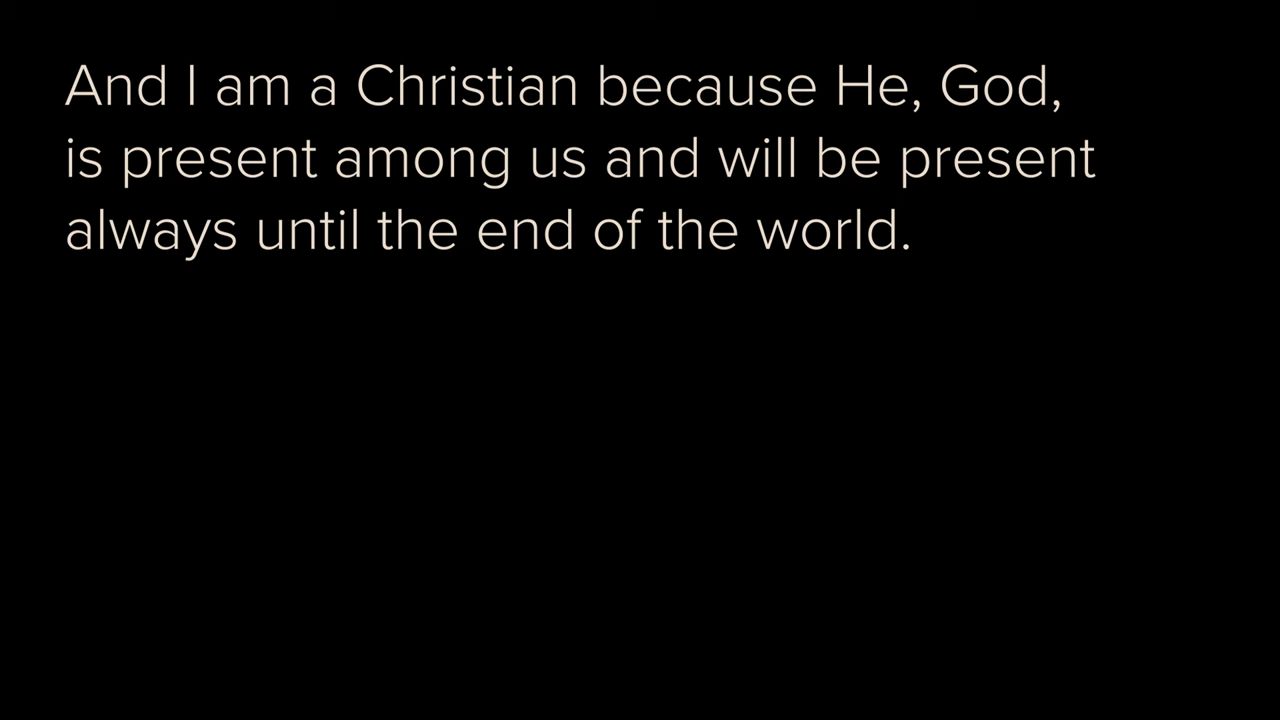 And I am a Christian because He, God,
is present among us and will be present
always until the end of the world.